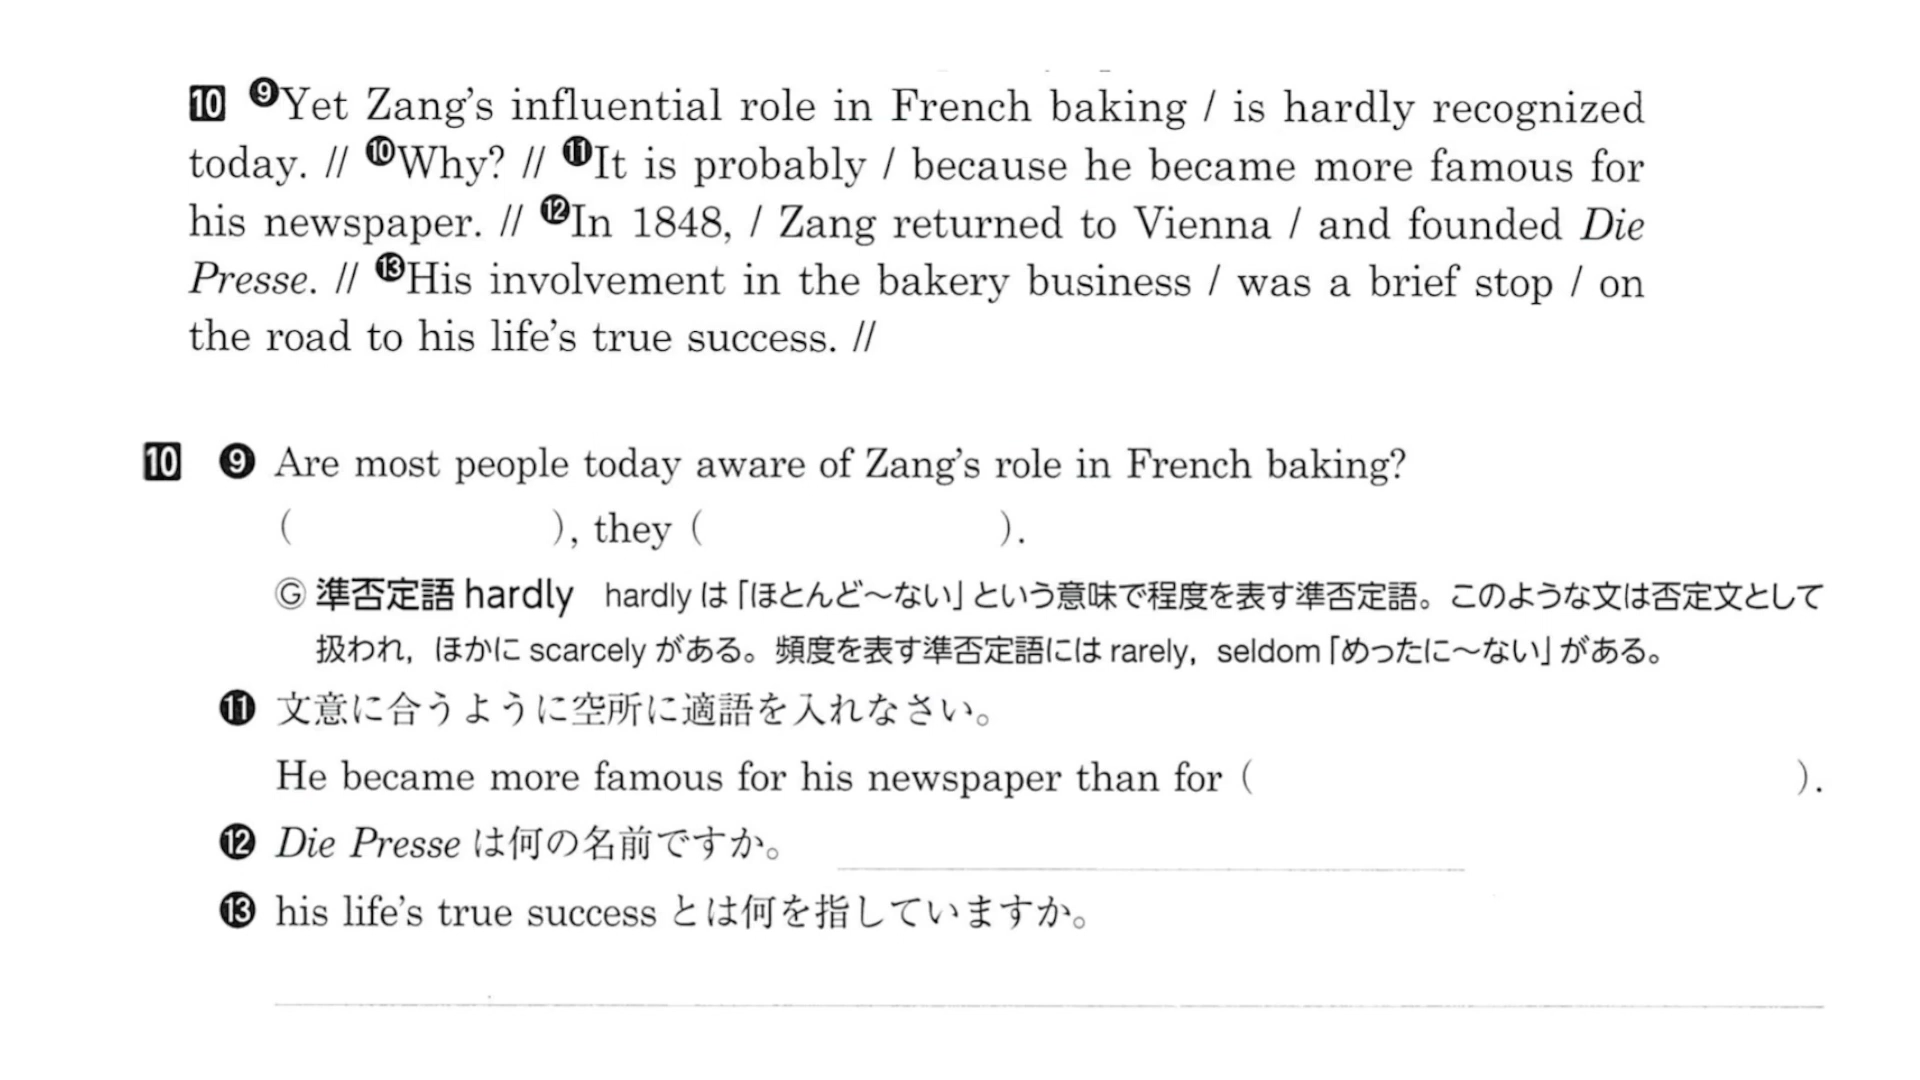 10 ❾Yet Zang's influential role in French baking / is hardly recognized
today. // ❿Why? // ⓫It is probably / because he became more famous for
his newspaper. // ⓬In 1848, / Zang returned to Vienna / and founded Die
Presse. // ⓭His involvement in the bakery business / was a brief stop / on
the road to his life's true success. //
10 ❾ Are most people today aware of Zang's role in French baking?
( ), they ( ).
Ⓖ 準否定語 hardly hardly は「ほとんど〜ない」という意味で程度を表す準否定語。このような文は否定文として
扱われ，ほかに scarcely がある。頻度を表す準否定語には rarely，seldom「めったに〜ない」がある。
⓫ 文意に合うように空所に適語を入れなさい。
He became more famous for his newspaper than for ( ).
⓬ Die Presse は何の名前ですか。
⓭ his life's true success とは何を指していますか。